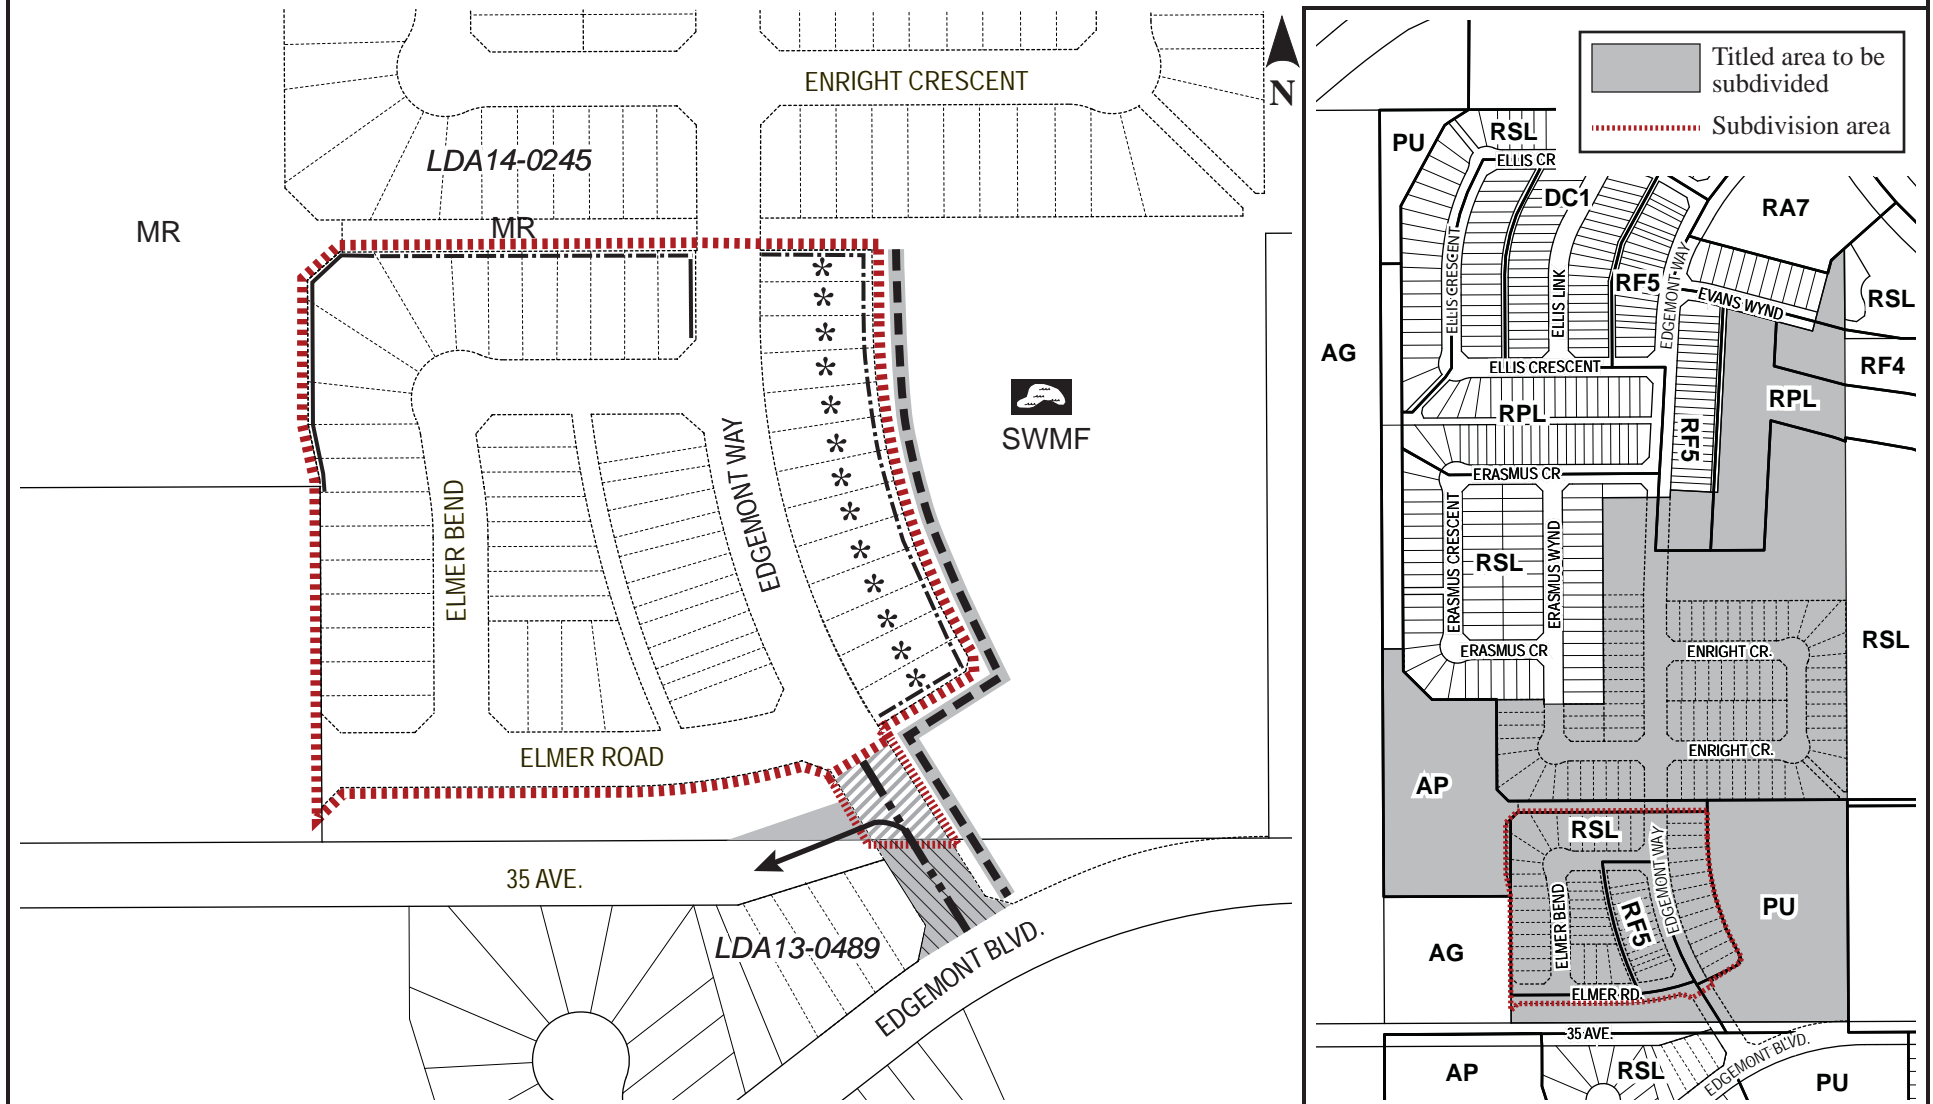 ENRIGHT CRESCENT
N
LDA14-0245
MR
MR
SWMF
EDGEMONT WAY
ELMER BEND
ELMER ROAD
35 AVE.
LDA13-0489
EDGEMONT BLVD.
Titled area to be
subdivided
Subdivision area
PU
RSL
ELLIS CR
DC1
RA7
ELLIS CRESCENT
ELLIS LINK
RF5
EDGEMONT WAY
EVANS WYND
RSL
AG
ELLIS CRESCENT
RF4
RPL
RPL
RF5
ERASMUS CR
ERASMUS CRESCENT
RSL
ERASMUS WYND
ERASMUS CR
ENRIGHT CR.
RSL
ENRIGHT CR.
AP
RSL
EDGEMONT WAY
ELMER BEND
RF5
PU
AG
ELMER RD.
35 AVE.
EDGEMONT BLVD.
AP
RSL
PU